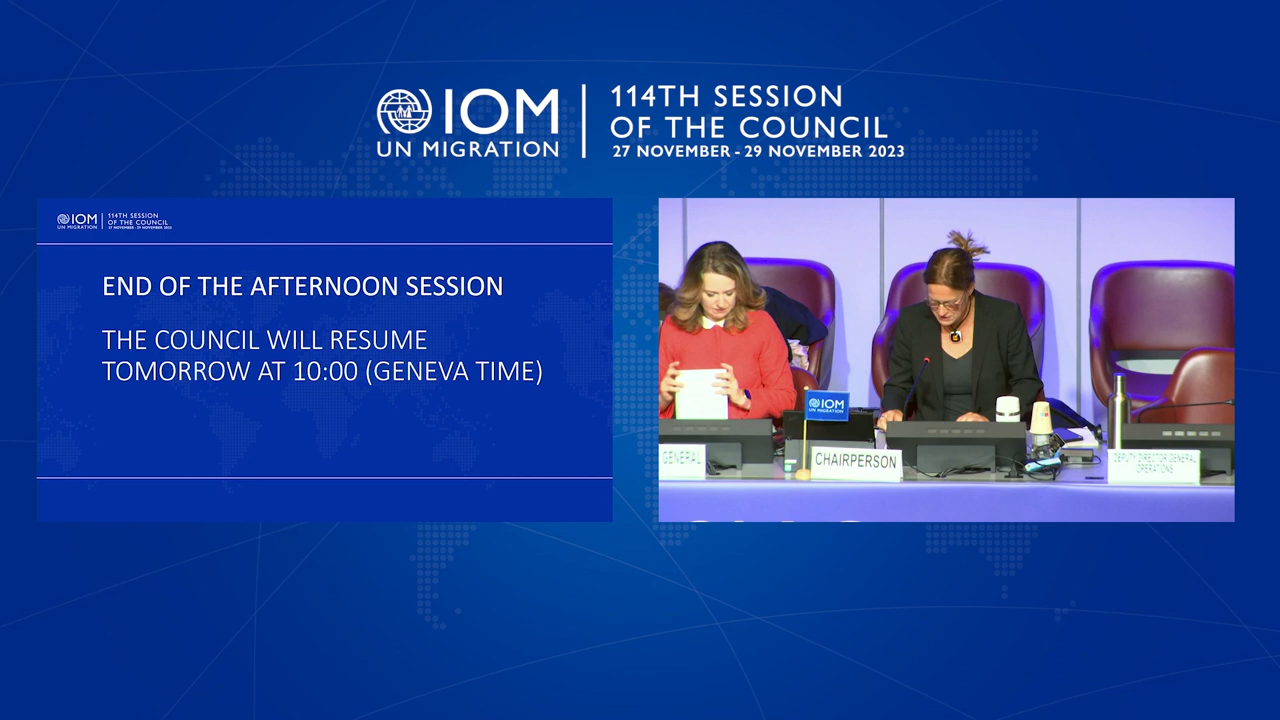 IOM
UN MIGRATION
114TH SESSION
OF THE COUNCIL
27 NOVEMBER - 29 NOVEMBER 2023
IOM
UN MIGRATION
114TH SESSION
OF THE COUNCIL
27 NOVEMBER - 29 NOVEMBER 2023
END OF THE AFTERNOON SESSION
THE COUNCIL WILL RESUME
TOMORROW AT 10:00 (GENEVA TIME)
IOM
UN MIGRATION
GENERAL
CHAIRPERSON
DEPUTY DIRECTOR GENERAL
OPERATIONS